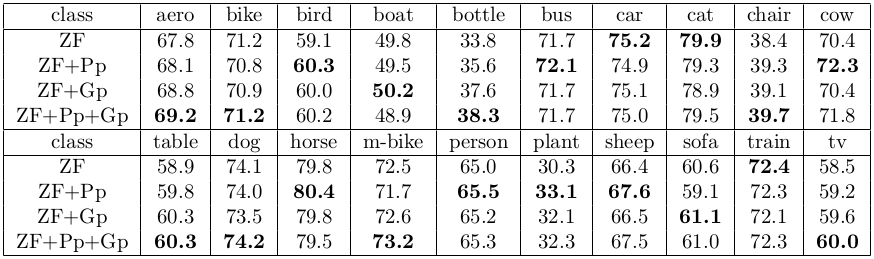 class aero bike bird boat bottle bus car cat chair cow
ZF 67.8 71.2 59.1 49.8 33.8 71.7 75.2 79.9 38.4 70.4
ZF+Pp 68.1 70.8 60.3 49.5 35.6 72.1 74.9 79.3 39.3 72.3
ZF+Gp 68.8 70.9 60.0 50.2 37.6 71.7 75.1 78.9 39.1 70.4
ZF+Pp+Gp 69.2 71.2 60.2 48.9 38.3 71.7 75.0 79.5 39.7 71.8
class table dog horse m-bike person plant sheep sofa train tv
ZF 58.9 74.1 79.8 72.5 65.0 30.3 66.4 60.6 72.4 58.5
ZF+Pp 59.8 74.0 80.4 71.7 65.5 33.1 67.6 59.1 72.3 59.2
ZF+Gp 60.3 73.5 79.8 72.6 65.2 32.1 66.5 61.1 72.1 59.6
ZF+Pp+Gp 60.3 74.2 79.5 73.2 65.3 32.3 67.5 61.0 72.3 60.0